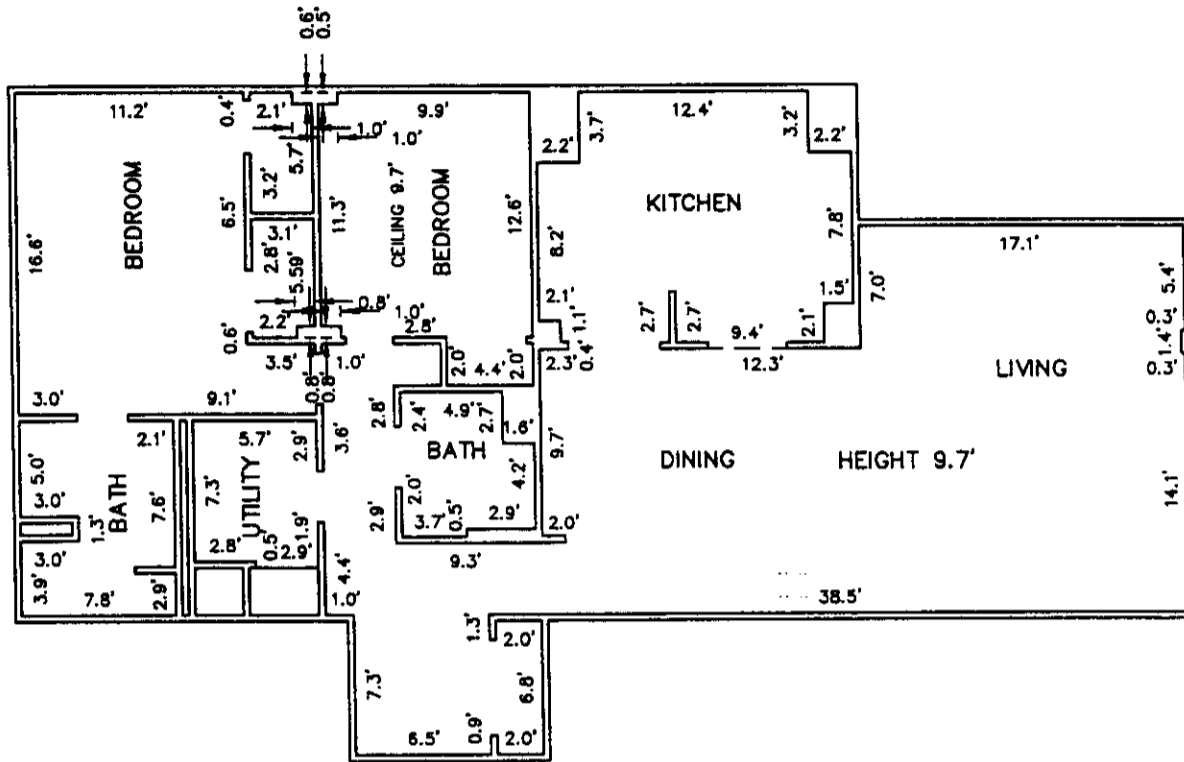 0.6' 0.5'
11.2' 0.4' 2.1' 1.0' 1.0' 9.9' 12.4'
3.7' 3.2' 2.2' 2.2'
5.7' 3.2'
BEDROOM 6.5' 11.3' CEILING 9.7' BEDROOM 12.6' KITCHEN
16.6' 3.1' 2.8' 8.2' 7.8' 17.1'
5.59' 0.8' 1.0' 2.1' 1.5' 7.0' 5.4'
2.2' 2.8' 1.1' 2.7' 2.7' 9.4' 2.1' 0.3'
0.6' 3.5' 1.0' 2.0' 4.4' 2.0' 2.3' 0.4' 12.3' 1.4'
0.3'
LIVING
0.8' 0.8'
3.0' 9.1' 2.8' 2.4' 4.9' 2.7'
2.1' 5.7' 2.9' 3.6' 1.6'
5.0' BATH 4.2' 9.7' DINING HEIGHT 9.7'
3.0' 1.3' BATH 7.6' 7.3' UTILITY 2.0' 14.1'
1.9' 2.9' 3.7' 0.5' 2.9' 2.0'
3.0' 2.8' 0.5' 2.9' 9.3'
3.9' 7.8' 2.9' 4.4' 1.0' 38.5'
1.3' 2.0'
7.3' 6.8'
6.5' 0.9' 2.0'